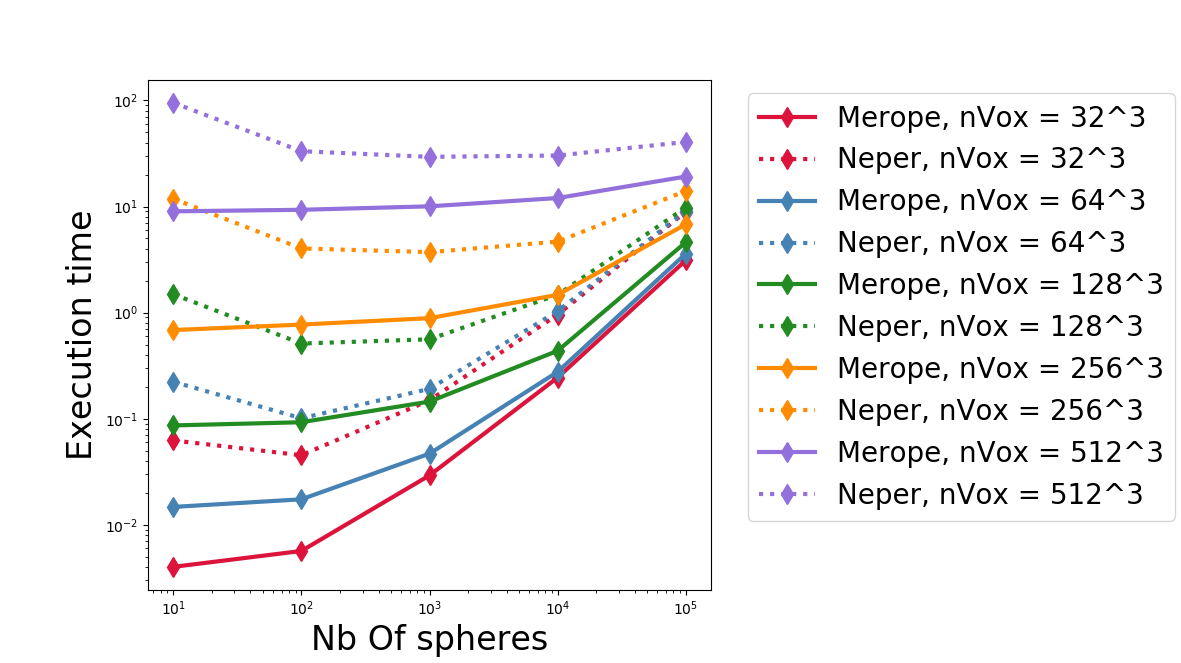 10^2
10^1
10^0
10^−1
10^−2
Execution time
10^1 10^2 10^3 10^4 10^5
Nb Of spheres
Merope, nVox = 32^3
Neper, nVox = 32^3
Merope, nVox = 64^3
Neper, nVox = 64^3
Merope, nVox = 128^3
Neper, nVox = 128^3
Merope, nVox = 256^3
Neper, nVox = 256^3
Merope, nVox = 512^3
Neper, nVox = 512^3